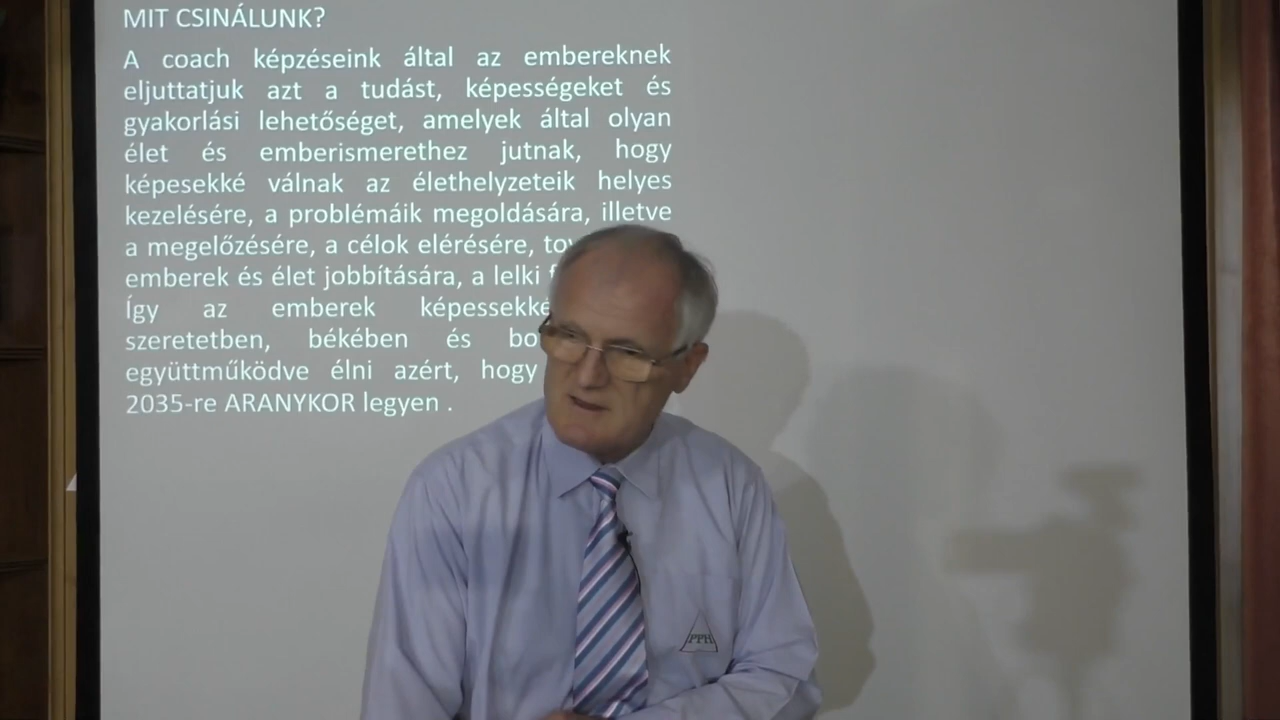 MIT CSINÁLUNK?
A coach képzéseink által az embereknek
eljuttatjuk azt a tudást, képességeket és
gyakorlási lehetőséget, amelyek által olyan
élet és emberismerethez jutnak, hogy
képesekké válnak az élethelyzeteik helyes
kezelésére, a problémáik megoldására, illetve
a megelőzésére, a célok elérésére,
emberek és élet jobbítására, a lelki
Így az emberek képessekké
szeretetben, békében és
együttműködve élni azért, hogy
2035-re ARANYKOR legyen .
PPH